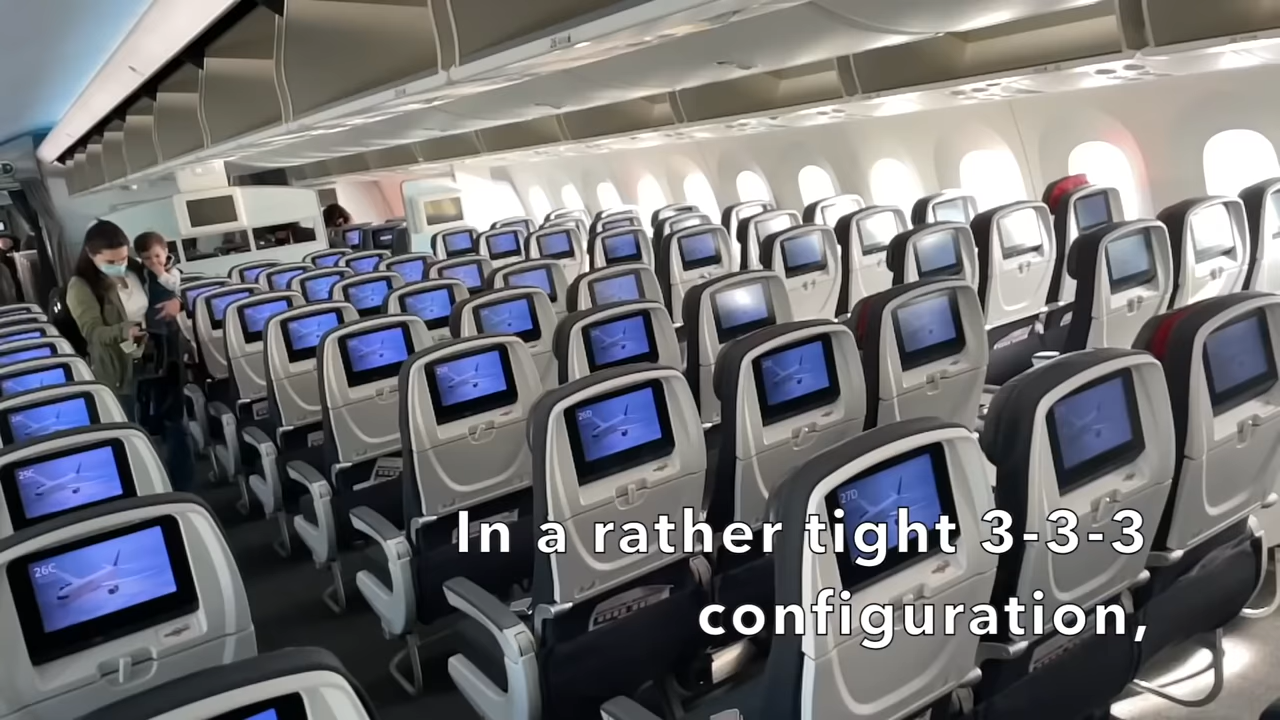 25C
26D
27D
26C
In a rather tight 3-3-3
configuration,